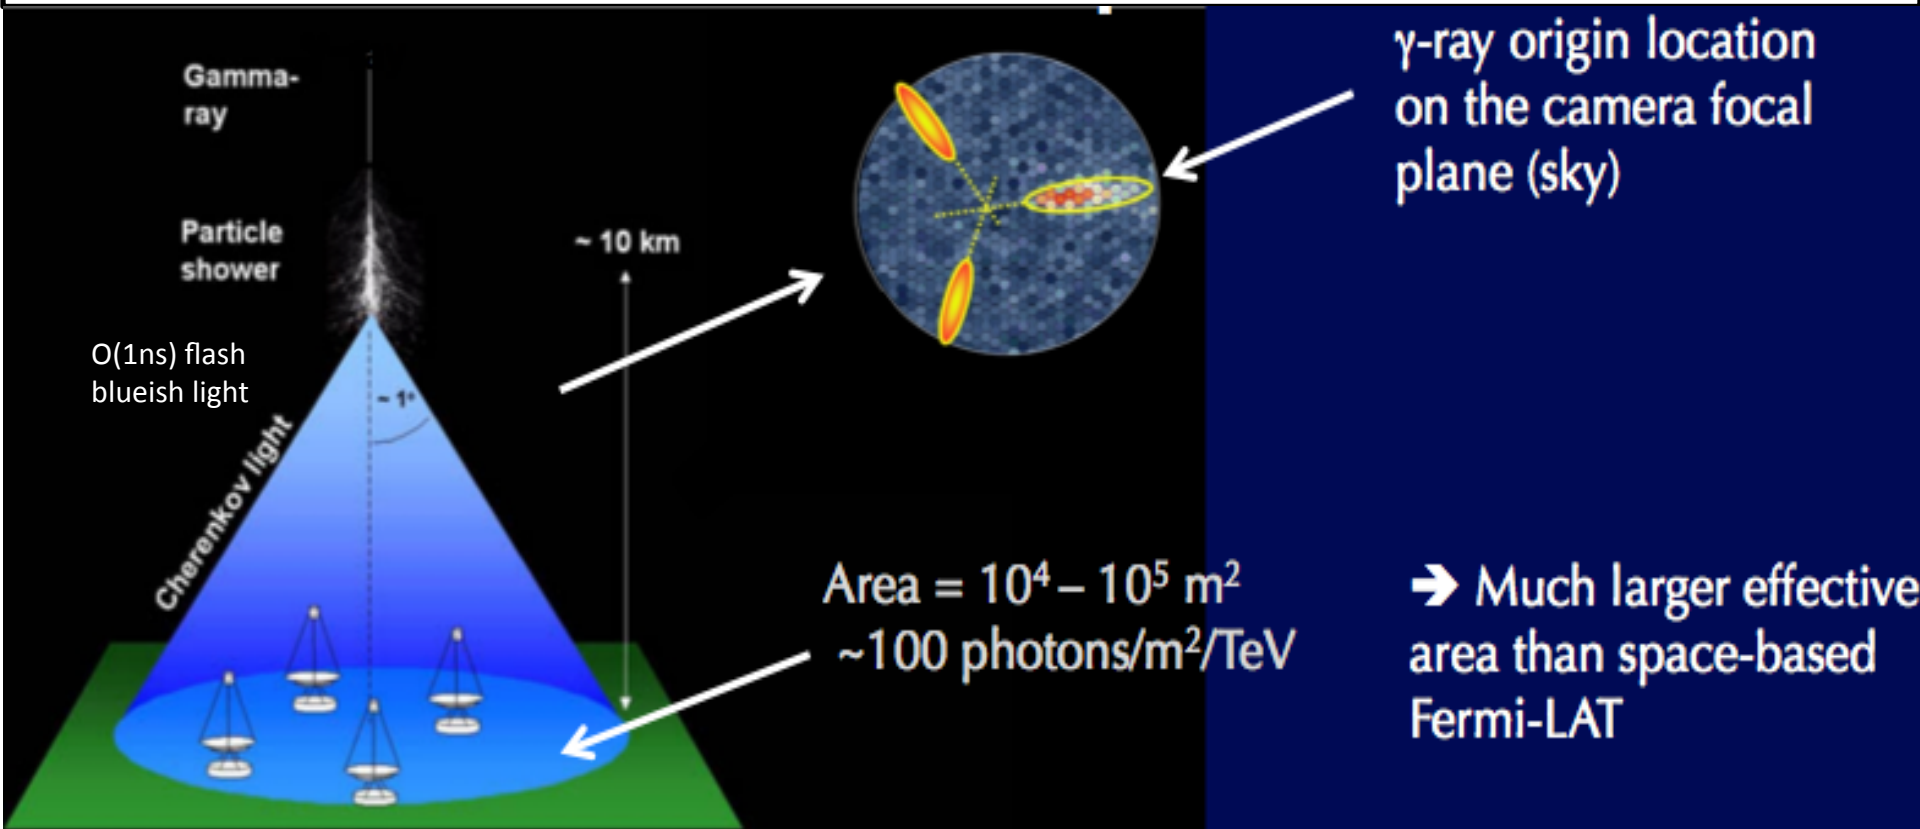 Gamma-
ray
Particle
shower
~ 10 km
O(1ns) flash
blueish light
~ 1°
Cherenkov light
γ-ray origin location
on the camera focal
plane (sky)
Area = 10⁴ – 10⁵ m²
~100 photons/m²/TeV
➔ Much larger effective
area than space-based
Fermi-LAT